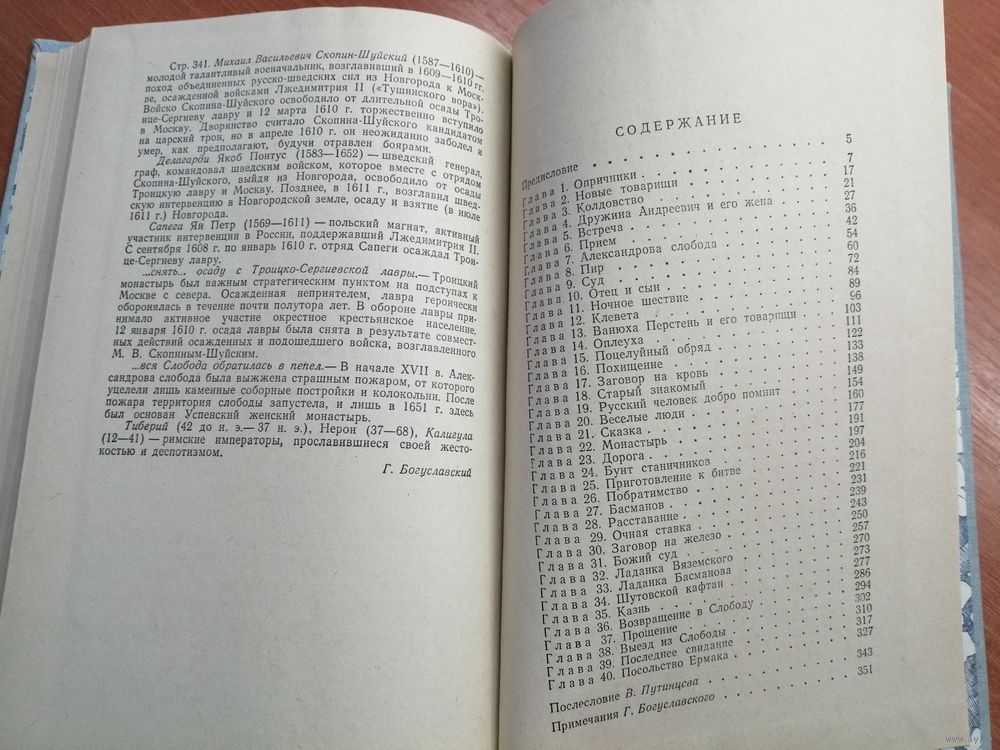 Стр. 341. Михаил Васильевич Скопин-Шуйский (1587—1610)—
молодой талантливый военачальник, возглавивший в 1609—1610 гг.
поход объединенных русско-шведских сил из Новгорода к Моск-
ве, осажденной войсками Лжедимитрия II («Тушинского вора»).
Войско Скопина-Шуйского освободило от длительной осады Тро-
ице-Сергиеву лавру и 12 марта 1610 г. торжественно вступило
в Москву. Дворянство считало Скопина-Шуйского кандидатом
на царский трон, но в апреле 1610 г. он неожиданно заболел и
умер, как предполагают, будучи отравлен боярами.
Делагарди Якоб Понтус (1583—1652) — шведский генерал,
граф, командовал шведским войском, которое вместе с отрядом
Скопина-Шуйского, выйдя из Новгорода, освободило от осады
Троицкую лавру и Москву. Позднее, в 1611 г., возглавил швед-
скую интервенцию в Новгородской земле, осаду и взятие (в июле
1611 г.) Новгорода.
Сапега Ян Петр (1569—1611) — польский магнат, активный
участник интервенции в России, поддержавший Лжедимитрия II.
С сентября 1608 г. по январь 1610 г. отряд Сапеги осаждал Трои-
це-Сергиеву лавру.
...снять... осаду с Троицко-Сергиевской лавры.— Троицкий
монастырь был важным стратегическим пунктом на подступах к
Москве с севера. Осажденная неприятелем, лавра героически
оборонялась в течение почти полутора лет. В обороне лавры при-
нимало активное участие окрестное крестьянское население.
12 января 1610 г. осада лавры была снята в результате совмест-
ных действий осажденных и подошедшего войска, возглавленного
М. В. Скопиным-Шуйским.
...вся Слобода обратилась в пепел.— В начале XVII в. Алек-
сандрова слобода была выжжена страшным пожаром, от которого
уцелели лишь каменные соборные постройки и колокольни. После
пожара территория слободы запустела, и лишь в 1651 г. здесь
был основан Успенский женский монастырь.
Тиберий (42 до н. э.— 37 н. э.), Нерон (37—68), Калигула
(12—41) — римские императоры, прославившиеся своей жесто-
костью и деспотизмом.
Г. Богуславский
СОДЕРЖАНИЕ
Предисловие . . . . . . . . . . 5
Глава 1. Опричники . . . . . . . . 7
Глава 2. Новые товарищи . . . . . . . 17
Глава 3. Колдовство . . . . . . . . 21
Глава 4. Дружина Андреевич и его жена . . . . 27
Глава 5. Встреча . . . . . . . . . 36
Глава 6. Прием . . . . . . . . . 42
Глава 7. Александрова слобода . . . . . . 54
Глава 8. Пир . . . . . . . . . . 60
Глава 9. Суд . . . . . . . . . . 72
Глава 10. Отец и сын . . . . . . . . 84
Глава 11. Ночное шествие . . . . . . . 89
Глава 12. Клевета . . . . . . . . . 96
Глава 13. Ванюха Перстень и его товарищи . . . 103
Глава 14. Оплеуха . . . . . . . . . 111
Глава 15. Поцелуйный обряд . . . . . . 122
Глава 16. Похищение . . . . . . . . 133
Глава 17. Заговор на кровь . . . . . . . 138
Глава 18. Старый знакомый . . . . . . . 149
Глава 19. Русский человек добро помнит . . . . 154
Глава 20. Веселые люди . . . . . . . . 160
Глава 21. Сказка . . . . . . . . . 177
Глава 22. Монастырь . . . . . . . . 191
Глава 23. Дорога . . . . . . . . . 197
Глава 24. Бунт станичников . . . . . . . 204
Глава 25. Приготовление к битве . . . . . 216
Глава 26. Побратимство . . . . . . . . 221
Глава 27. Басманов . . . . . . . . . 231
Глава 28. Расставание . . . . . . . . 239
Глава 29. Очная ставка . . . . . . . . 243
Глава 30. Заговор на железо . . . . . . . 250
Глава 31. Божий суд . . . . . . . . 257
Глава 32. Ладанка Вяземского . . . . . . 270
Глава 33. Ладанка Басманова . . . . . . 273
Глава 34. Шутовской кафтан . . . . . . . 277
Глава 35. Казнь . . . . . . . . . 286
Глава 36. Возвращение в Слободу . . . . . 294
Глава 37. Прощение . . . . . . . . . 302
Глава 38. Выезд из Слободы . . . . . . . 310
Глава 39. Последнее свидание . . . . . . 317
Глава 40. Посольство Ермака . . . . . . . 327
Послесловие В. Путинцева . . . . . . . 343
Примечания Г. Богуславского . . . . . . . 351